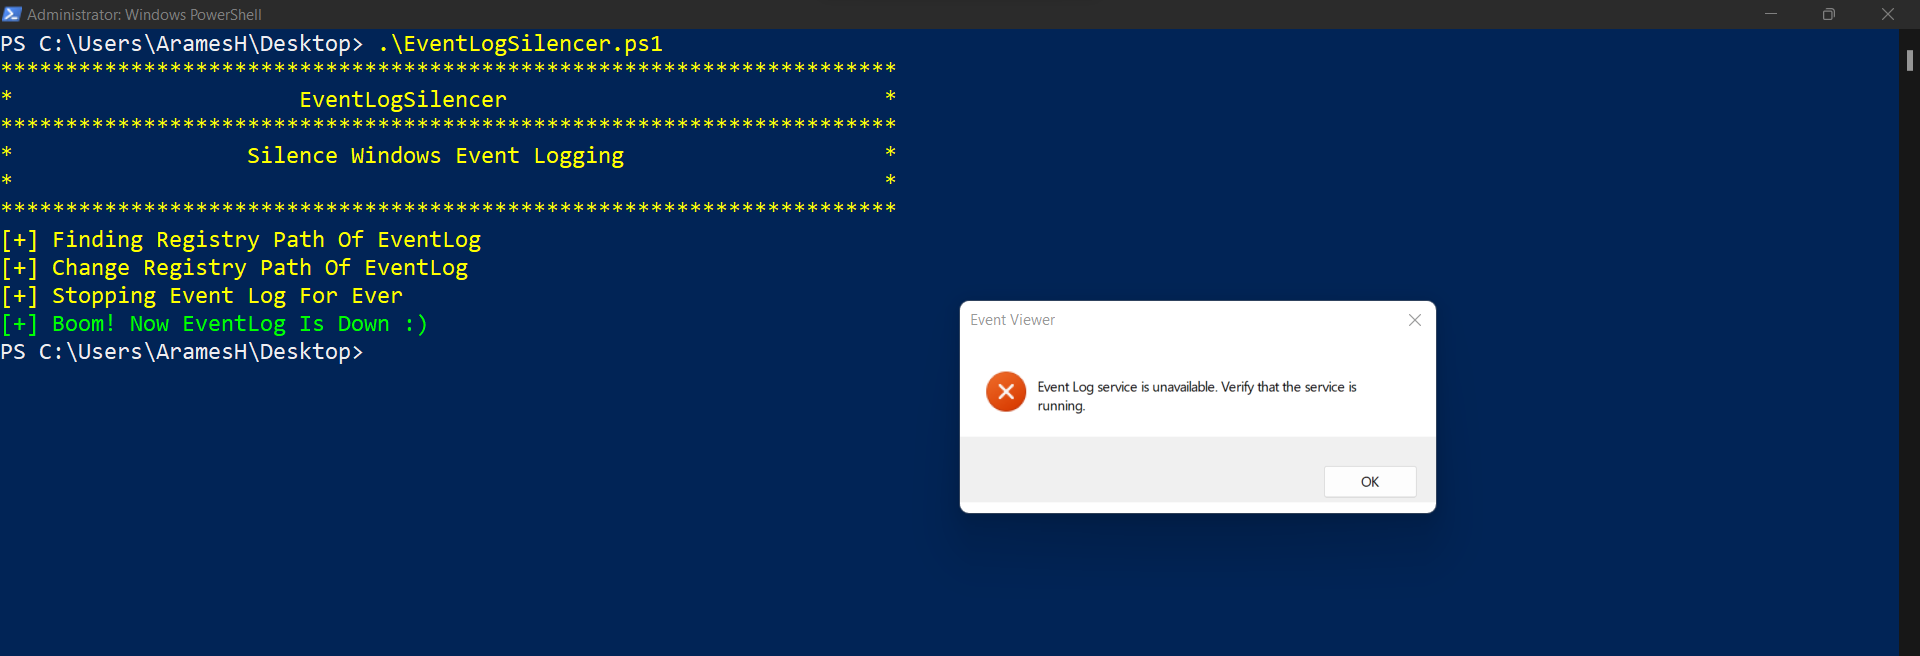 Administrator: Windows PowerShell
PS C:\Users\AramesH\Desktop> .\EventLogSilencer.ps1
*********************************************************************
* EventLogSilencer *
*********************************************************************
* Silence Windows Event Logging *
* *
*********************************************************************
[+] Finding Registry Path Of EventLog
[+] Change Registry Path Of EventLog
[+] Stopping Event Log For Ever
[+] Boom! Now EventLog Is Down :)
PS C:\Users\AramesH\Desktop>
Event Viewer
Event Log service is unavailable. Verify that the service is
running.
OK